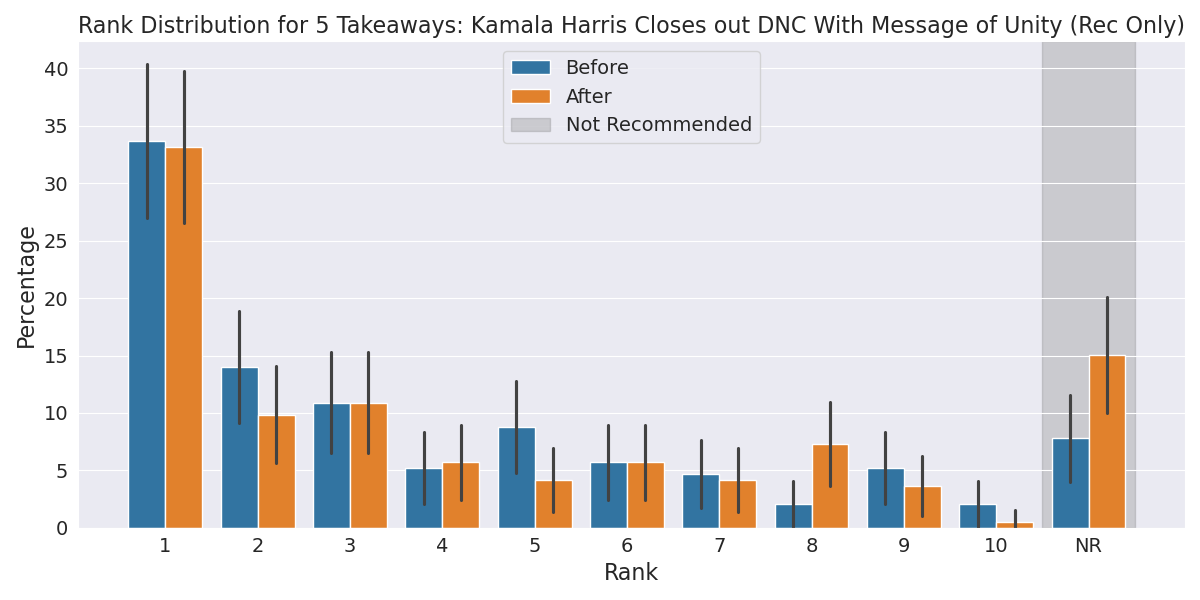 Rank Distribution for 5 Takeaways: Kamala Harris Closes out DNC With Message of Unity (Rec Only)
Before
After
Not Recommended
Percentage
40
35
30
25
20
15
10
5
0
1 2 3 4 5 6 7 8 9 10 NR
Rank